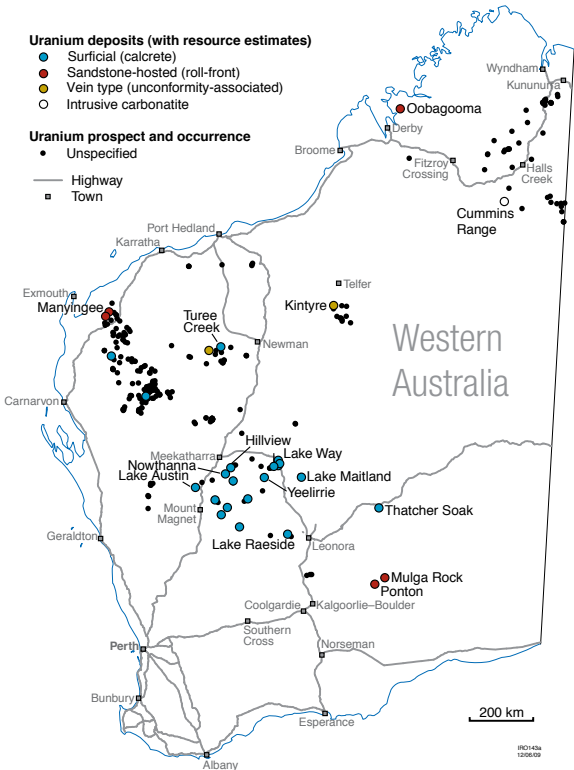 Uranium deposits (with resource estimates)
Surficial (calcrete)
Sandstone-hosted (roll-front)
Vein type (unconformity-associated)
Intrusive carbonatite
Uranium prospect and occurrence
Unspecified
Highway
Town
Wyndham
Kununurra
Oobagooma
Derby
Broome
Fitzroy
Crossing
Halls
Creek
Cummins
Range
Port Hedland
Karratha
Telfer
Exmouth
Manyingee
Kintyre
Turee
Creek
Newman
Western
Australia
Carnarvon
Hillview
Meekatharra
Lake Way
Nowthanna
Lake Austin
Lake Maitland
Yeelirrie
Mount
Magnet
Thatcher Soak
Geraldton
Lake Raeside
Leonora
Mulga Rock
Ponton
Coolgardie
Kalgoorlie–Boulder
Southern
Cross
Norseman
Perth
Bunbury
200 km
Esperance
Albany
IRO143a
12/06/09